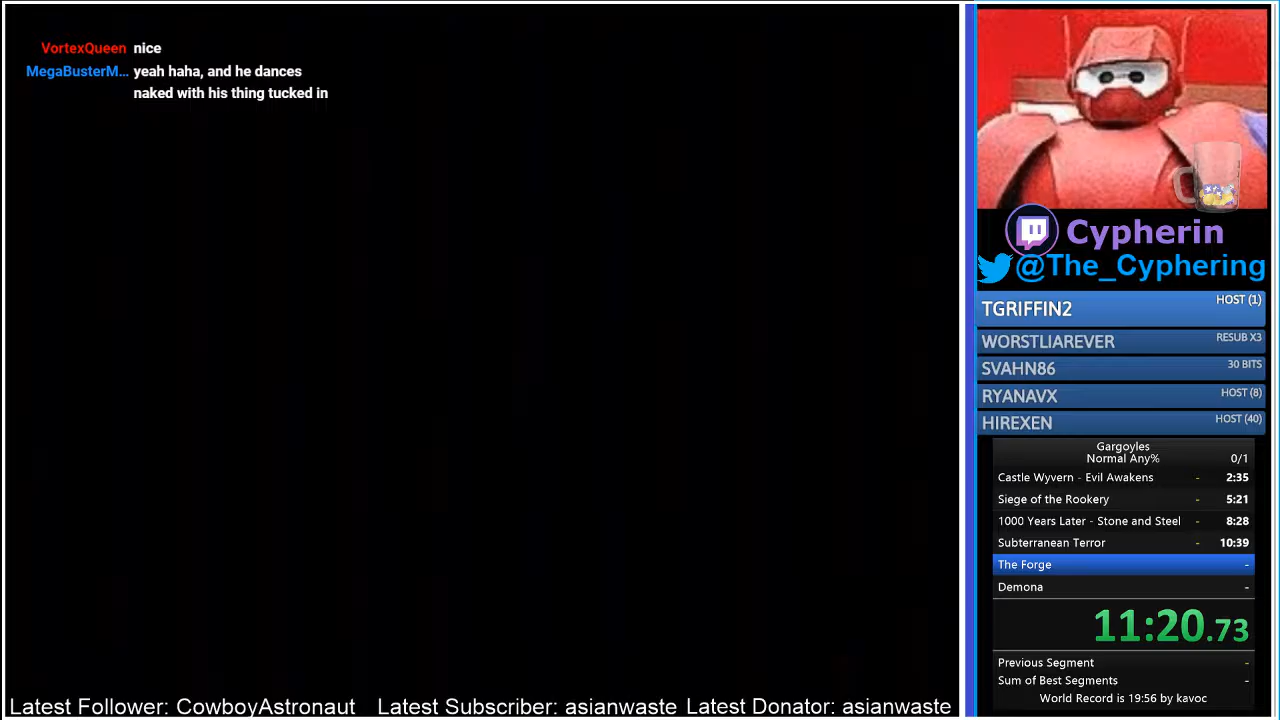 VortexQueen nice
MegaBusterM... yeah haha, and he dances
naked with his thing tucked in
Cypherin
@The_Cyphering
TGRIFFIN2 HOST (1)
WORSTLIAREVER RESUB X3
SVAHN86 30 BITS
RYANAVX HOST (8)
HIREXEN HOST (40)
Gargoyles
Normal Any% 0/1
Castle Wyvern - Evil Awakens - 2:35
Siege of the Rookery - 5:21
1000 Years Later - Stone and Steel - 8:28
Subterranean Terror - 10:39
The Forge -
Demona -
11:20.73
Previous Segment -
Sum of Best Segments -
World Record is 19:56 by kavoc
Latest Follower: CowboyAstronaut Latest Subscriber: asianwaste Latest Donator: asianwaste